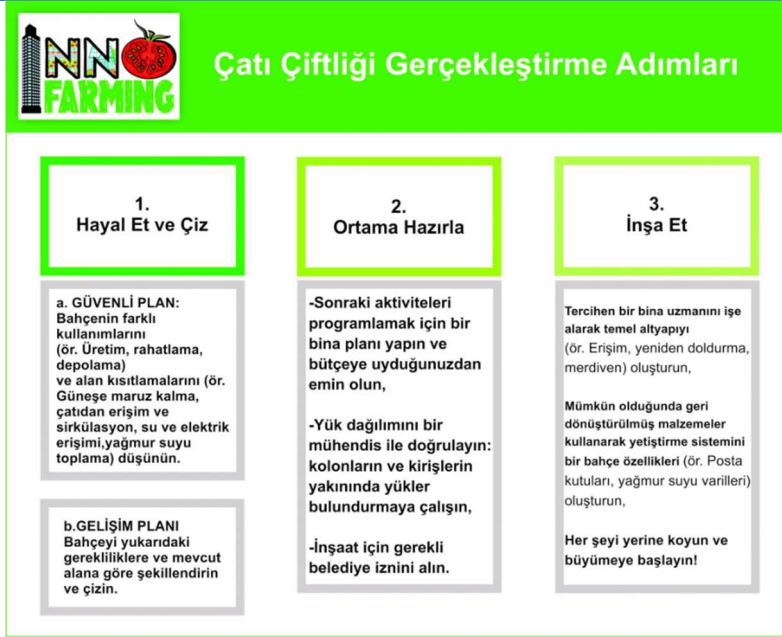 INNO
FARMING
Çatı Çiftliği Gerçekleştirme Adımları
1.
Hayal Et ve Çiz
a. GÜVENLİ PLAN:
Bahçenin farklı
kullanımlarını
(ör. Üretim, rahatlama,
depolama)
ve alan kısıtlamalarını (ör.
Güneşe maruz kalma,
çatıdan erişim ve
sirkülasyon, su ve elektrik
erişimi,yağmur suyu
toplama) düşünün.
b.GELİŞİM PLANI
Bahçeyi yukarıdaki
gerekliliklere ve mevcut
alana göre şekillendirin
ve çizin.
2.
Ortama Hazırla
-Sonraki aktiviteleri
programlamak için bir
bina planı yapın ve
bütçeye uyduğunuzdan
emin olun,
-Yük dağılımını bir
mühendis ile doğrulayın:
kolonların ve kirişlerin
yakınında yükler
bulundurmaya çalışın,
-İnşaat için gerekli
belediye iznini alın.
3.
İnşa Et
Tercihen bir bina uzmanını işe
alarak temel altyapıyı
(ör. Erişim, yeniden doldurma,
merdiven) oluşturun,
Mümkün olduğunda geri
dönüştürülmüş malzemeler
kullanarak yetiştirme sistemini
bir bahçe özellikleri (ör. Posta
kutuları, yağmur suyu varilleri)
oluşturun,
Her şeyi yerine koyun ve
büyümeye başlayın!